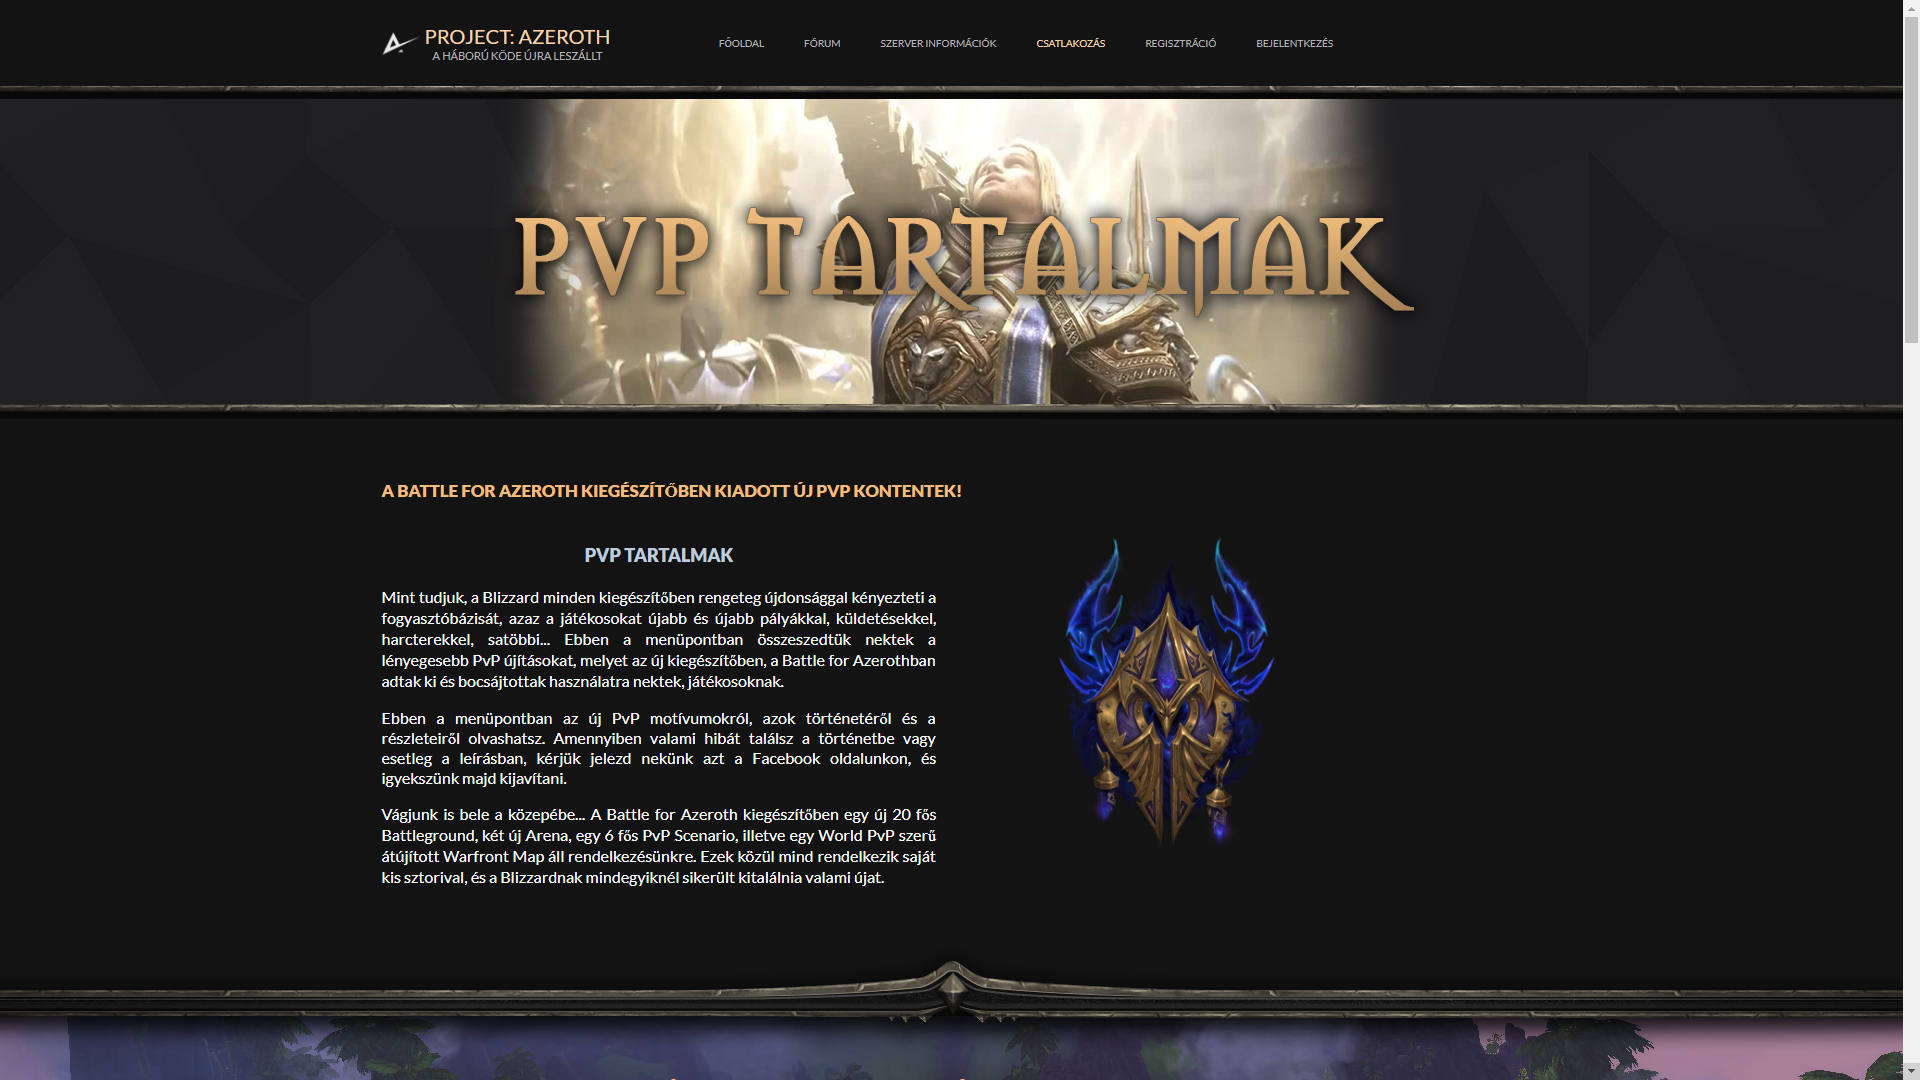 PROJECT: AZEROTH
A HÁBORÚ KÖDE ÚJRA LESZÁLLT
FŐOLDAL
FÓRUM
SZERVER INFORMÁCIÓK
CSATLAKOZÁS
REGISZTRÁCIÓ
BEJELENTKEZÉS
PVP TARTALMAK
A BATTLE FOR AZEROTH KIEGÉSZÍTŐBEN KIADOTT ÚJ PVP KONTENTEK!
PVP TARTALMAK
Mint tudjuk, a Blizzard minden kiegészítőben rengeteg újdonsággal kényezteti a
fogyasztóbázisát, azaz a játékosokat újabb és újabb pályákkal, küldetésekkel,
harcterekkel, satöbbi... Ebben a menüpontban összeszedtük nektek a
lényegesebb PvP újításokat, melyet az új kiegészítőben, a Battle for Azerothban
adtak ki és bocsájtottak használatra nektek, játékosoknak.
Ebben a menüpontban az új PvP motívumokról, azok történetéről és a
részleteiről olvashatsz. Amennyiben valami hibát találsz a történetbe vagy
esetleg a leírásban, kérjük jelezd nekünk azt a Facebook oldalunkon, és
igyekszünk majd kijavítani.
Vágjunk is bele a közepébe... A Battle for Azeroth kiegészítőben egy új 20 fős
Battleground, két új Arena, egy 6 fős PvP Scenario, illetve egy World PvP szerű
átújított Warfront Map áll rendelkezésünkre. Ezek közül mind rendelkezik saját
kis sztorival, és a Blizzardnak mindegyiknél sikerült kitalálnia valami újat.